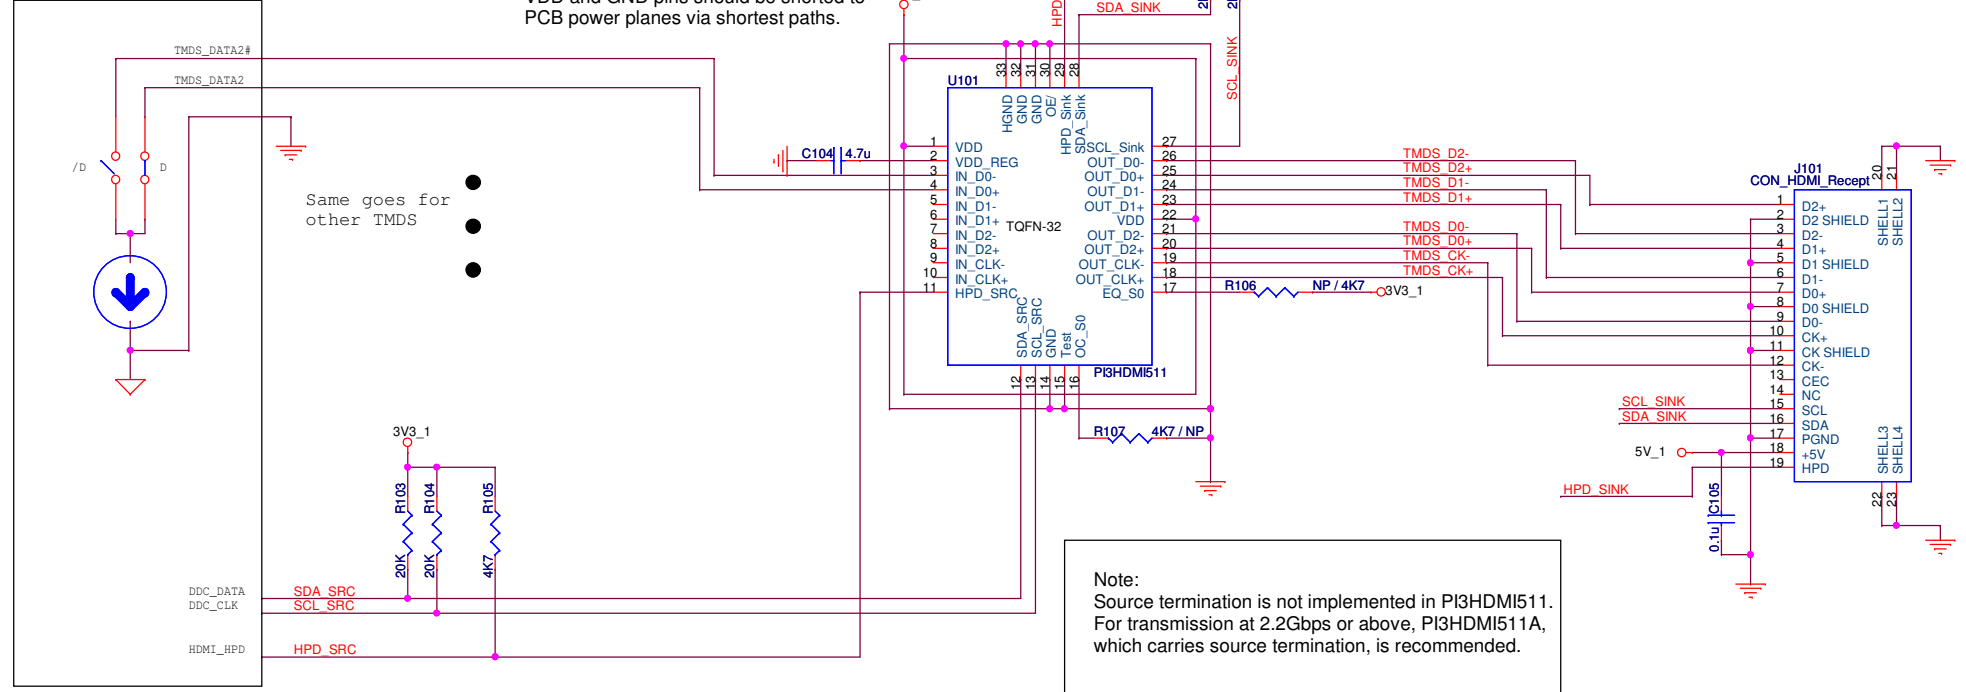 VDD and GND pins should be shorted to
PCB power planes via shortest paths.
HPD
SDA_SINK
SCL_SINK
TMDS_DATA2#
TMDS_DATA2
/D
D
Same goes for
other TMDS
C104
4.7u
U101
33
32
31
30
29
28
HGND
GND
GND
OE/
HPD_Sink
SDA_Sink
1
VDD
2
VDD_REG
3
IN_D0-
4
IN_D0+
5
IN_D1-
6
IN_D1+
7
IN_D2-
8
IN_D2+
9
IN_CLK-
10
IN_CLK+
11
HPD_SRC
TQFN-32
SCL_Sink
27
OUT_D0-
26
OUT_D0+
25
OUT_D1-
24
OUT_D1+
23
VDD
22
OUT_D2-
21
OUT_D2+
20
OUT_CLK-
19
OUT_CLK+
18
EQ_S0
17
SDA_SRC
SCL_SRC
GND
Test
OC_S0
12
13
14
15
16
PI3HDMI511
TMDS_D2-
TMDS_D2+
TMDS_D1-
TMDS_D1+
TMDS_D0-
TMDS_D0+
TMDS_CK-
TMDS_CK+
R106
NP / 4K7
3V3_1
R107
4K7 / NP
J101
CON_HDMI_Recept
20
21
SHELL1
SHELL2
1
D2+
2
D2 SHIELD
3
D2-
4
D1+
5
D1 SHIELD
6
D1-
7
D0+
8
D0 SHIELD
9
D0-
10
CK+
11
CK SHIELD
12
CK-
13
CEC
14
NC
15
SCL
16
SDA
17
PGND
18
+5V
19
HPD
SHELL3
SHELL4
22
23
SCL_SINK
SDA_SINK
5V_1
HPD_SINK
C105
0.1u
3V3_1
R103
R104
R105
20K
20K
4K7
DDC_DATA
SDA_SRC
DDC_CLK
SCL_SRC
HDMI_HPD
HPD_SRC
Note:
Source termination is not implemented in PI3HDMI511.
For transmission at 2.2Gbps or above, PI3HDMI511A,
which carries source termination, is recommended.